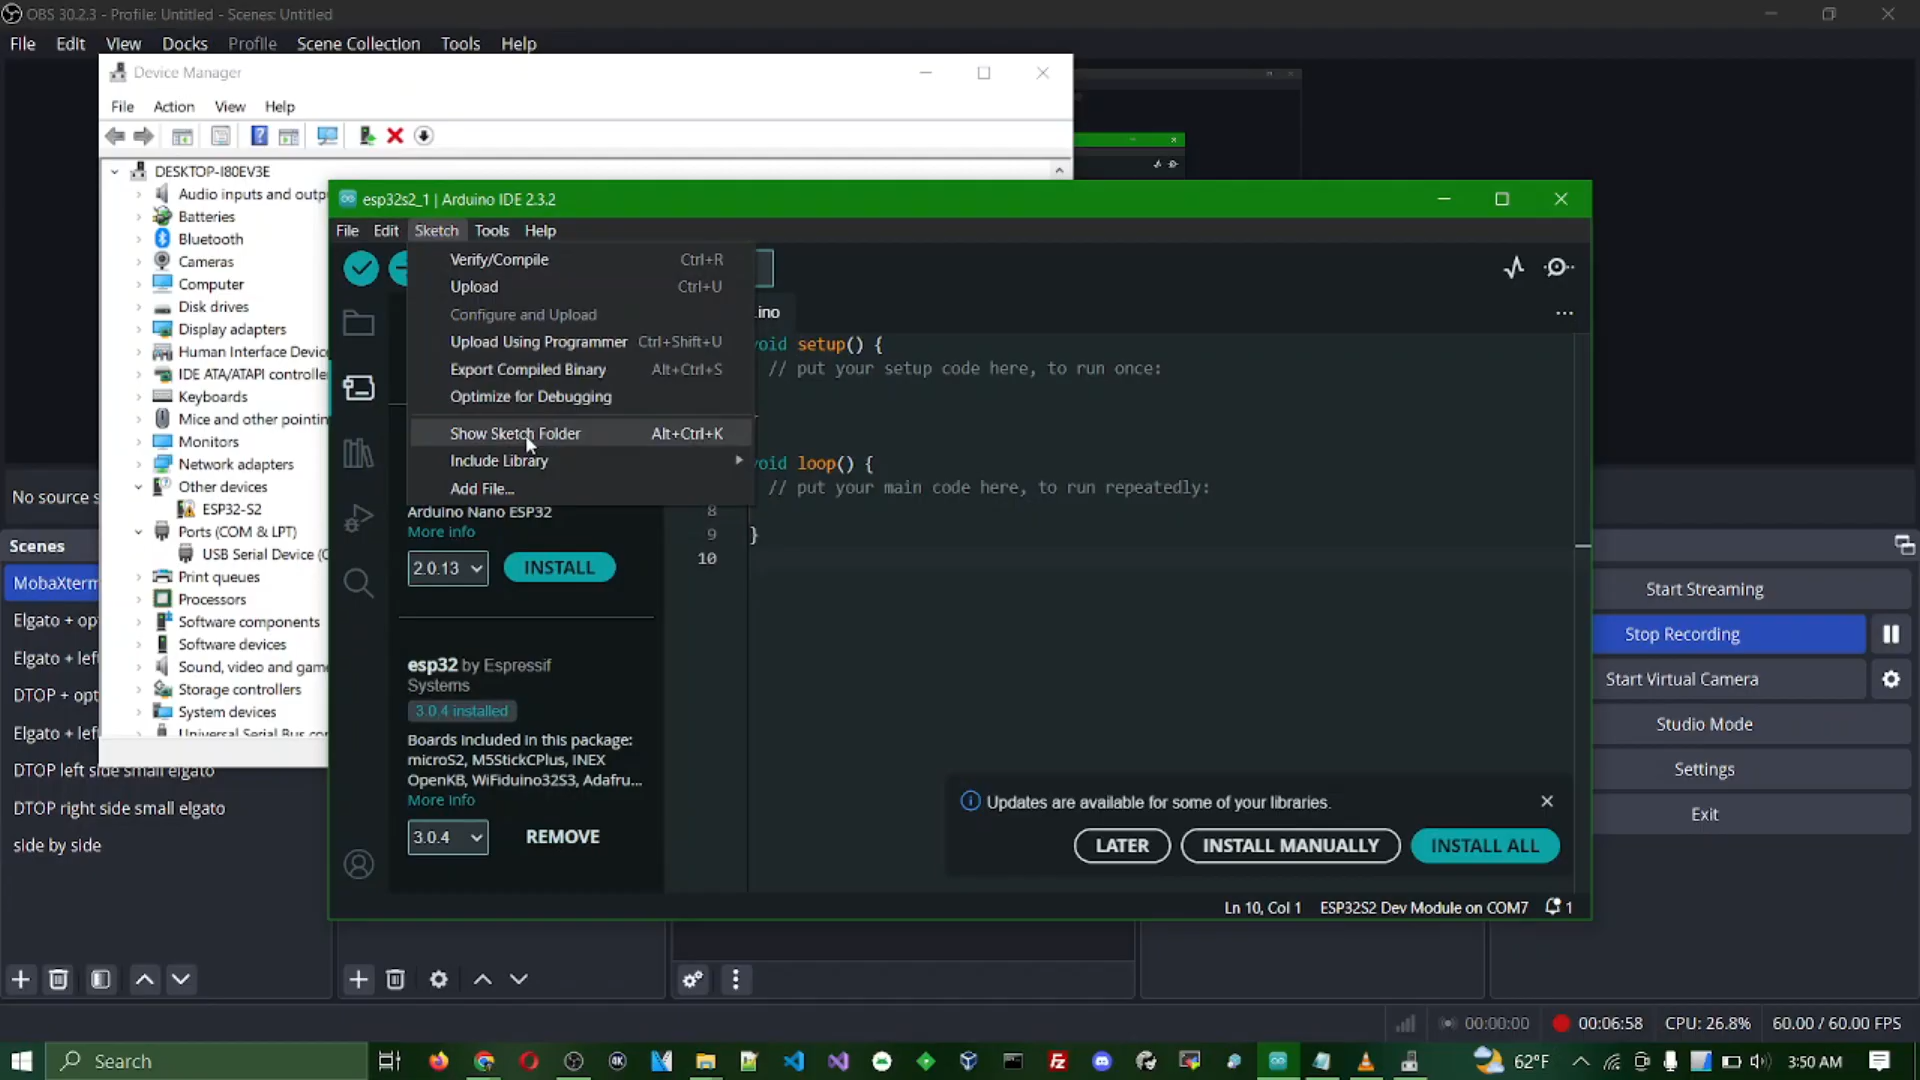 OBS 30.2.3 - Profile: Untitled - Scenes: Untitled
File Edit View Docks Profile Scene Collection Tools Help
Device Manager
File Action View Help
DESKTOP-I80EV3E
Audio inputs and outp
Batteries
Bluetooth
Cameras
Computer
Disk drives
Display adapters
Human Interface Devic
IDE ATA/ATAPI controlle
Keyboards
Mice and other pointin
Monitors
Network adapters
Other devices
ESP32-S2
Ports (COM & LPT)
USB Serial Device (C
Print queues
Processors
Software components
Software devices
Sound, video and game
Storage controllers
System devices
Universal Serial Bus con
esp32s2_1 | Arduino IDE 2.3.2
File Edit Sketch Tools Help
Verify/Compile Ctrl+R
Upload Ctrl+U
Configure and Upload
Upload Using Programmer Ctrl+Shift+U
Export Compiled Binary Alt+Ctrl+S
Optimize for Debugging
Show Sketch Folder Alt+Ctrl+K
Include Library
Add File...
.ino
void setup() {
// put your setup code here, to run once:
void loop() {
// put your main code here, to run repeatedly:
8
9 }
10
Arduino Nano ESP32
More info
2.0.13 INSTALL
esp32 by Espressif
Systems
3.0.4 installed
Boards included in this package:
microS2, M5StickCPlus, INEX
OpenKB, WiFiduino32S3, Adafru...
More info
3.0.4 REMOVE
Updates are available for some of your libraries.
LATER INSTALL MANUALLY INSTALL ALL
Ln 10, Col 1 ESP32S2 Dev Module on COM7 1
No source s
Scenes
MobaXterm
Elgato + op
Elgato + left
DTOP + opt
Elgato + left
DTOP left side small elgato
DTOP right side small elgato
side by side
Start Streaming
Stop Recording
Start Virtual Camera
Studio Mode
Settings
Exit
00:00:00 00:06:58 CPU: 26.8% 60.00 / 60.00 FPS
Search
4K
62°F 3:50 AM